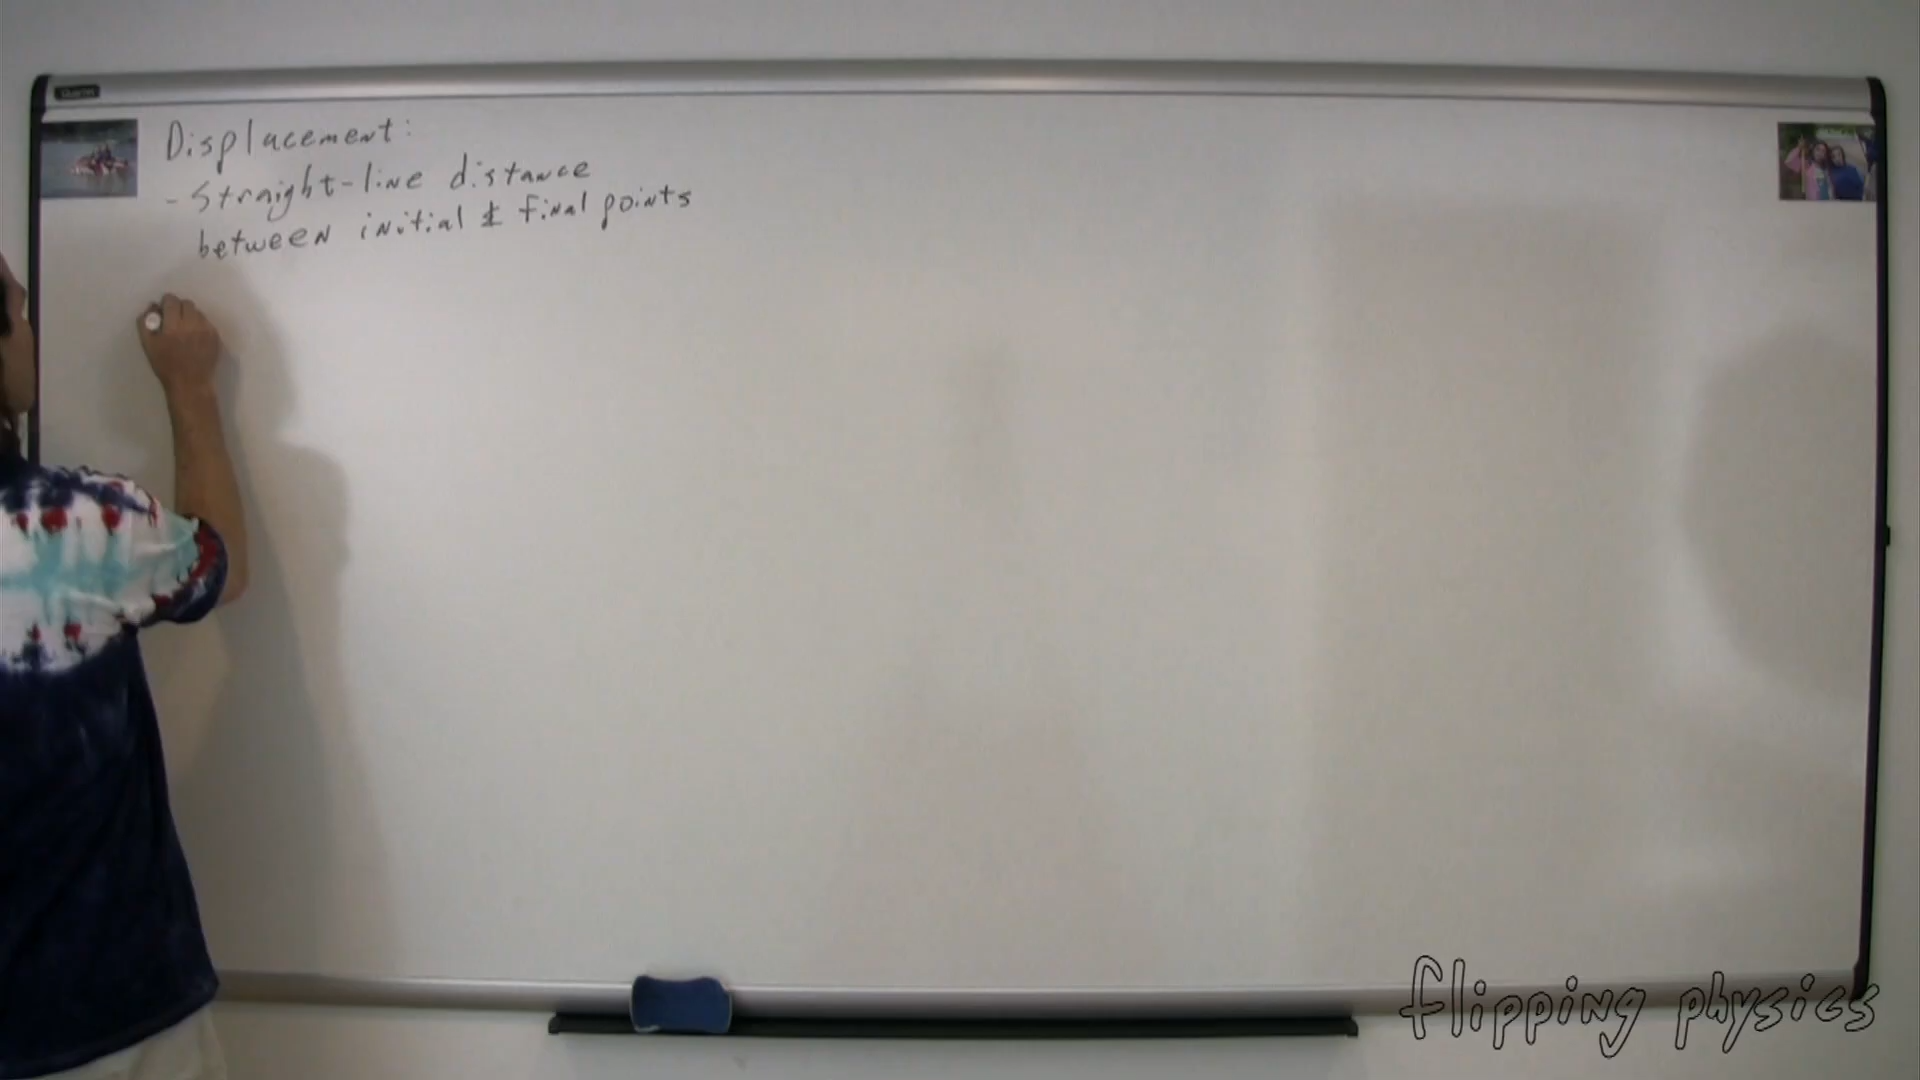 Displacement:
- Straight-line distance
between initial & final points
flipping physics